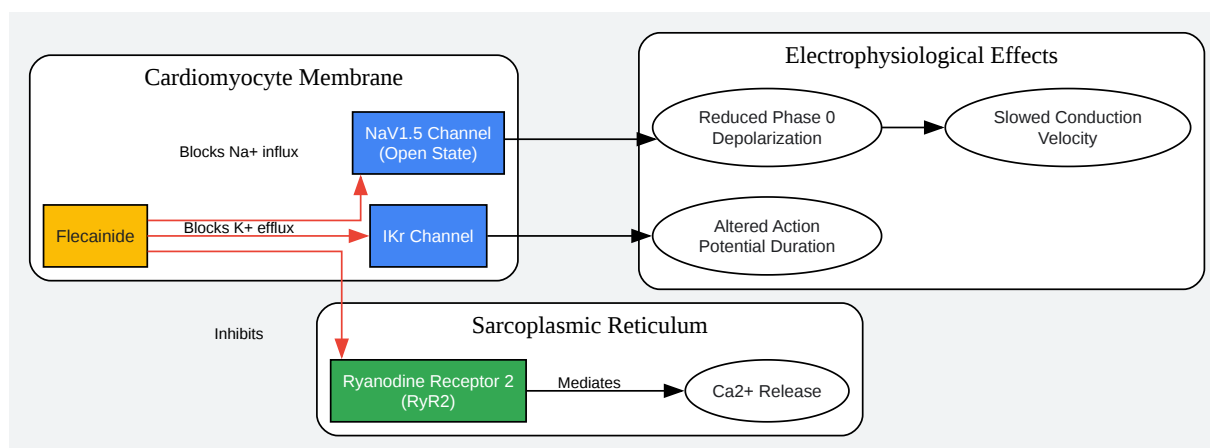 Electrophysiological Effects
Cardiomyocyte Membrane
Reduced Phase 0
Depolarization
Slowed Conduction
Velocity
NaV1.5 Channel
(Open State)
Blocks Na+ influx
Flecainide
Blocks K+ efflux
IKr Channel
Altered Action
Potential Duration
Inhibits
Sarcoplasmic Reticulum
Ryanodine Receptor 2
(RyR2)
Mediates
Ca2+ Release